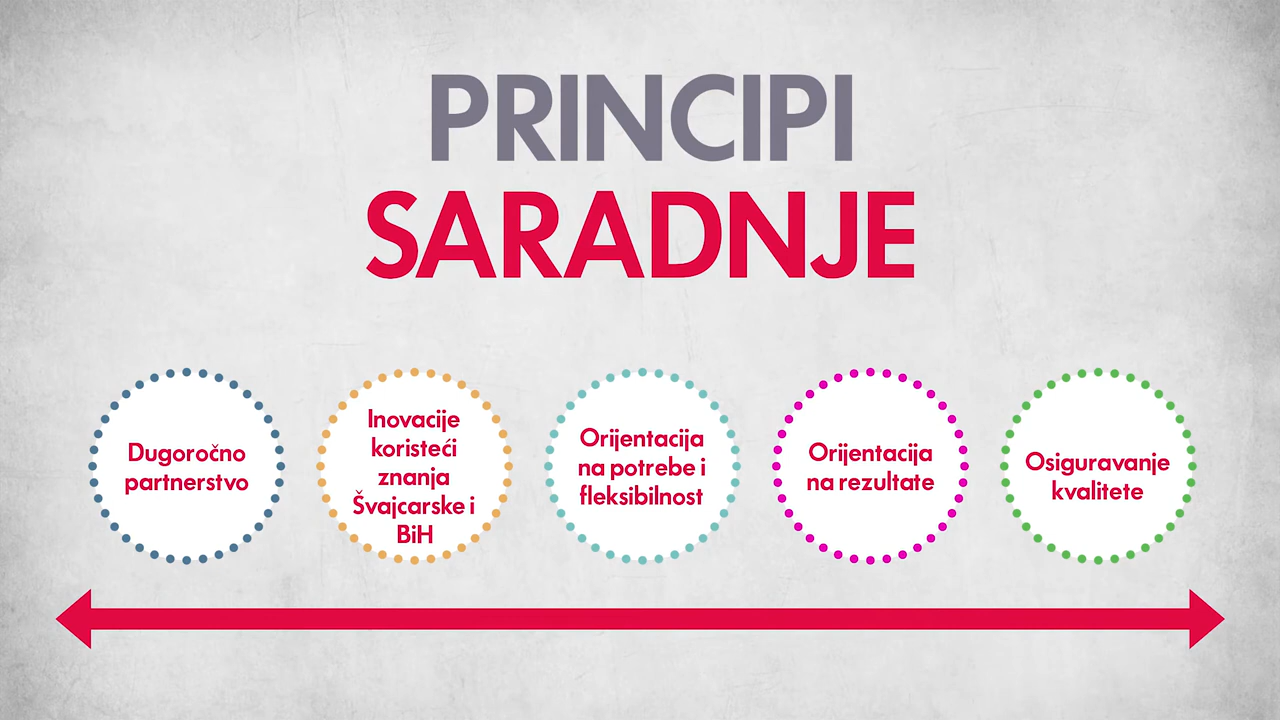 PRINCIPI
SARADNJE
Dugoročno
partnerstvo
Inovacije
koristeći
znanja
Švajcarske i
BiH
Orijentacija
na potrebe i
fleksibilnost
Orijentacija
na rezultate
Osiguravanje
kvalitete